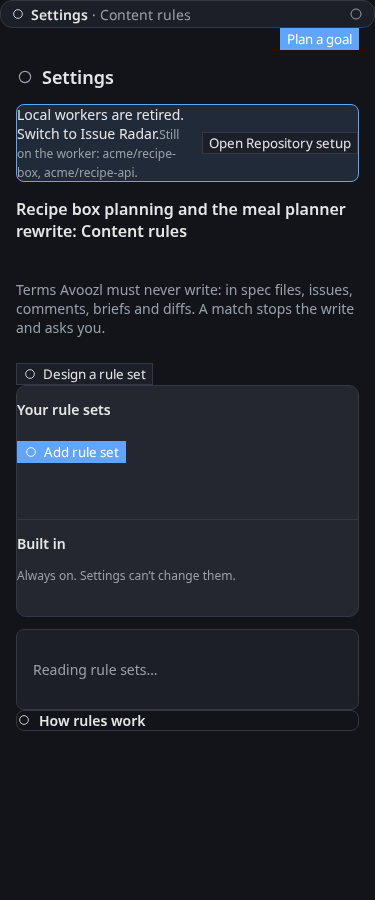 Settings · Content rules
Plan a goal
Settings
Local workers are retired.
Switch to Issue Radar.Still
on the worker: acme/recipe-
box, acme/recipe-api.
Open Repository setup
Recipe box planning and the meal planner
rewrite: Content rules
Terms Avoozl must never write: in spec files, issues,
comments, briefs and diffs. A match stops the write
and asks you.
Design a rule set
Your rule sets
Add rule set
Built in
Always on. Settings can’t change them.
Reading rule sets…
How rules work